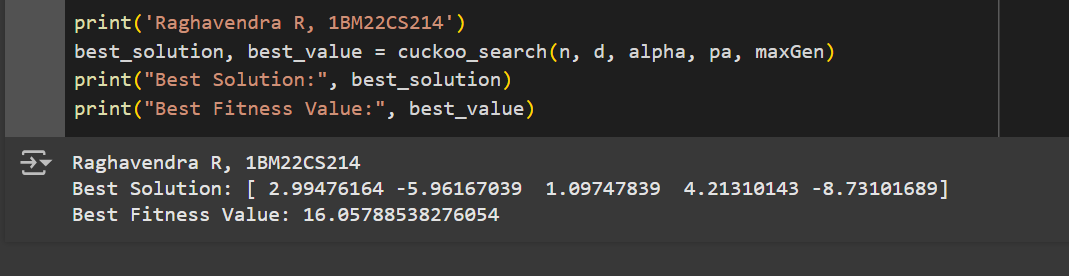 print('Raghavendra R, 1BM22CS214')
best_solution, best_value = cuckoo_search(n, d, alpha, pa, maxGen)
print("Best Solution:", best_solution)
print("Best Fitness Value:", best_value)
Raghavendra R, 1BM22CS214
Best Solution: [ 2.99476164 -5.96167039  1.09747839  4.21310143 -8.73101689]
Best Fitness Value: 16.05788538276054